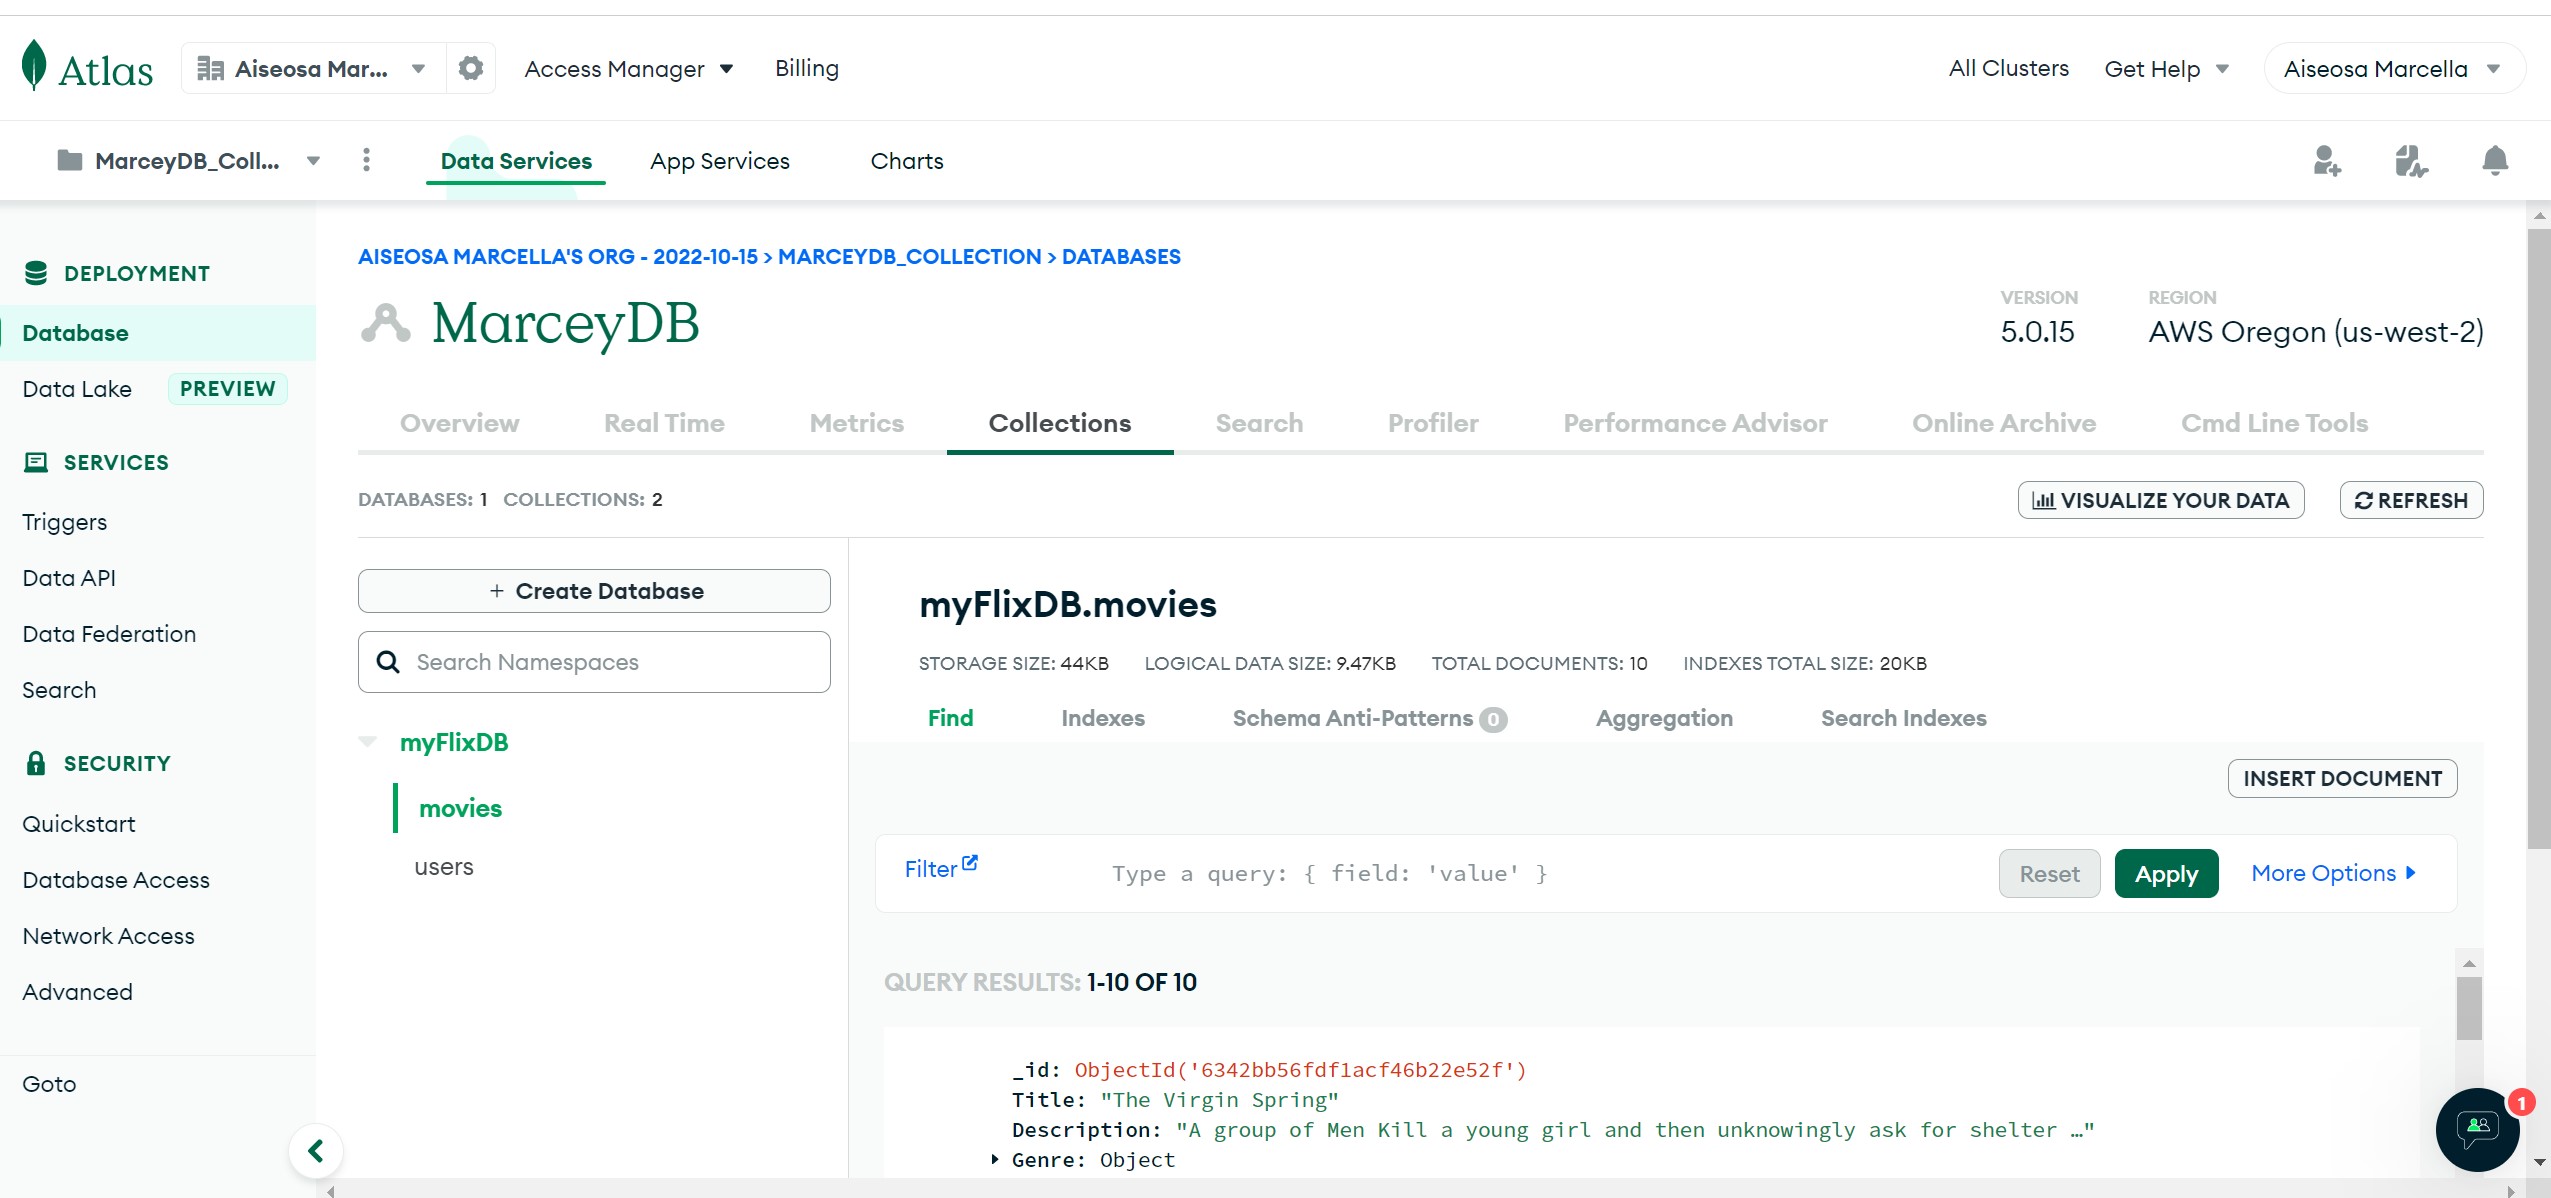 Atlas
Aiseosa Mar...
Access Manager
Billing
All Clusters
Get Help
Aiseosa Marcella
MarceyDB_Coll...
Data Services
App Services
Charts
DEPLOYMENT
Database
Data Lake PREVIEW
SERVICES
Triggers
Data API
Data Federation
Search
SECURITY
Quickstart
Database Access
Network Access
Advanced
Goto
AISEOSA MARCELLA'S ORG - 2022-10-15 > MARCEYDB_COLLECTION > DATABASES
MarceyDB
VERSION
5.0.15
REGION
AWS Oregon (us-west-2)
Overview
Real Time
Metrics
Collections
Search
Profiler
Performance Advisor
Online Archive
Cmd Line Tools
DATABASES: 1 COLLECTIONS: 2
VISUALIZE YOUR DATA
REFRESH
+ Create Database
Search Namespaces
myFlixDB
movies
users
myFlixDB.movies
STORAGE SIZE: 44KB LOGICAL DATA SIZE: 9.47KB TOTAL DOCUMENTS: 10 INDEXES TOTAL SIZE: 20KB
Find
Indexes
Schema Anti-Patterns 0
Aggregation
Search Indexes
INSERT DOCUMENT
Filter
Type a query: { field: 'value' }
Reset
Apply
More Options
QUERY RESULTS: 1-10 OF 10
_id: ObjectId('6342bb56fdf1acf46b22e52f')
Title: "The Virgin Spring"
Description: "A group of Men Kill a young girl and then unknowingly ask for shelter …"
Genre: Object
1